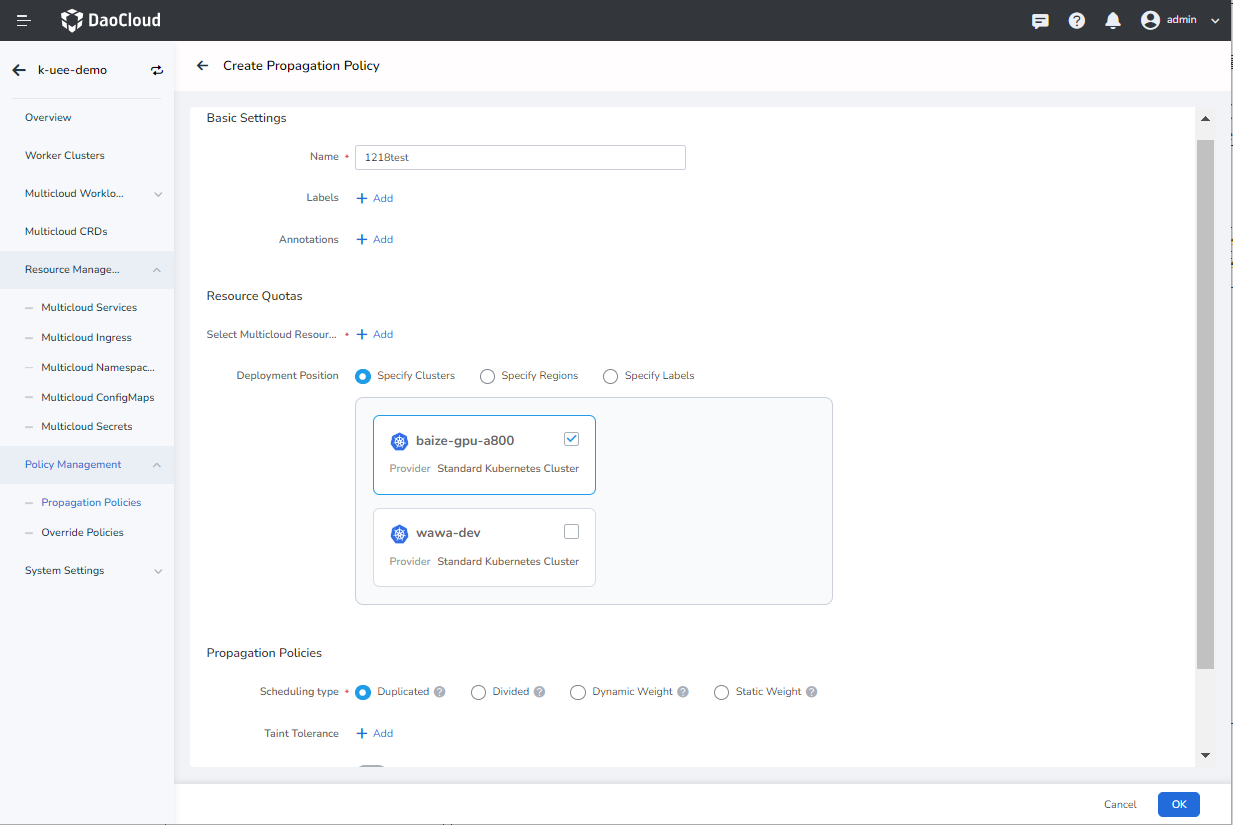 DaoCloud
admin
k-uee-demo
Create Propagation Policy
Overview
Worker Clusters
Multicloud Worklo...
Multicloud CRDs
Resource Manage...
Multicloud Services
Multicloud Ingress
Multicloud Namespac...
Multicloud ConfigMaps
Multicloud Secrets
Policy Management
Propagation Policies
Override Policies
System Settings
Basic Settings
Name * 1218test
Labels + Add
Annotations + Add
Resource Quotas
Select Multicloud Resour... * + Add
Deployment Position Specify Clusters Specify Regions Specify Labels
baize-gpu-a800
Provider Standard Kubernetes Cluster
wawa-dev
Provider Standard Kubernetes Cluster
Propagation Policies
Scheduling type * Duplicated ? Divided ? Dynamic Weight ? Static Weight ?
Taint Tolerance + Add
Cancel OK